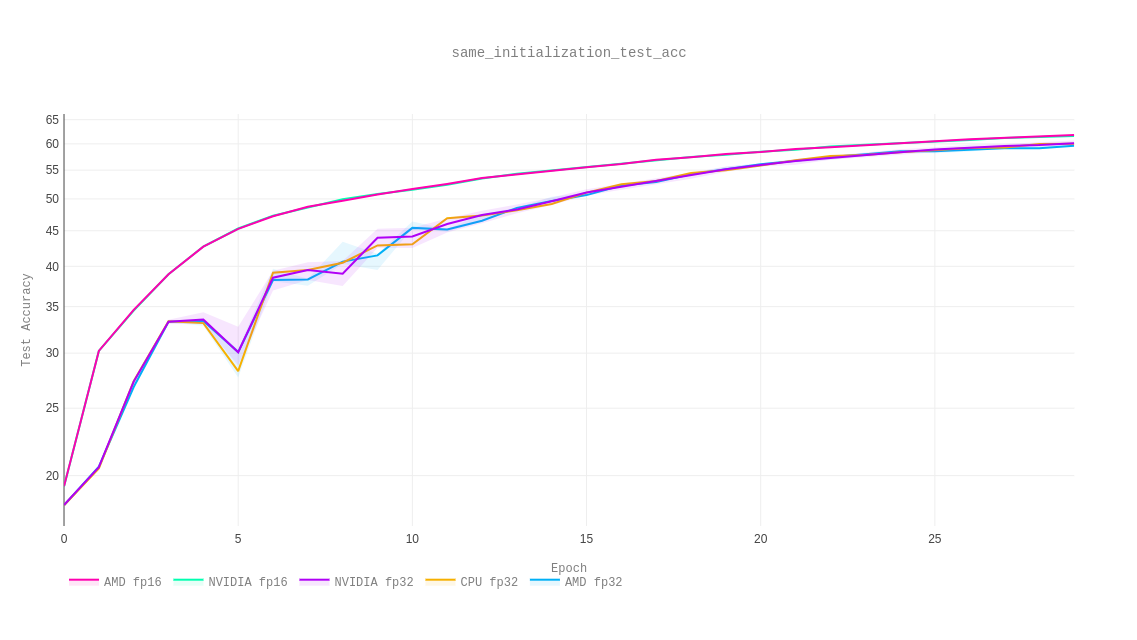 same_initialization_test_acc
65
60
55
50
45
40
35
30
25
20
Test Accuracy
0 5 10 15 20 25
Epoch
AMD fp16 NVIDIA fp16 NVIDIA fp32 CPU fp32 AMD fp32